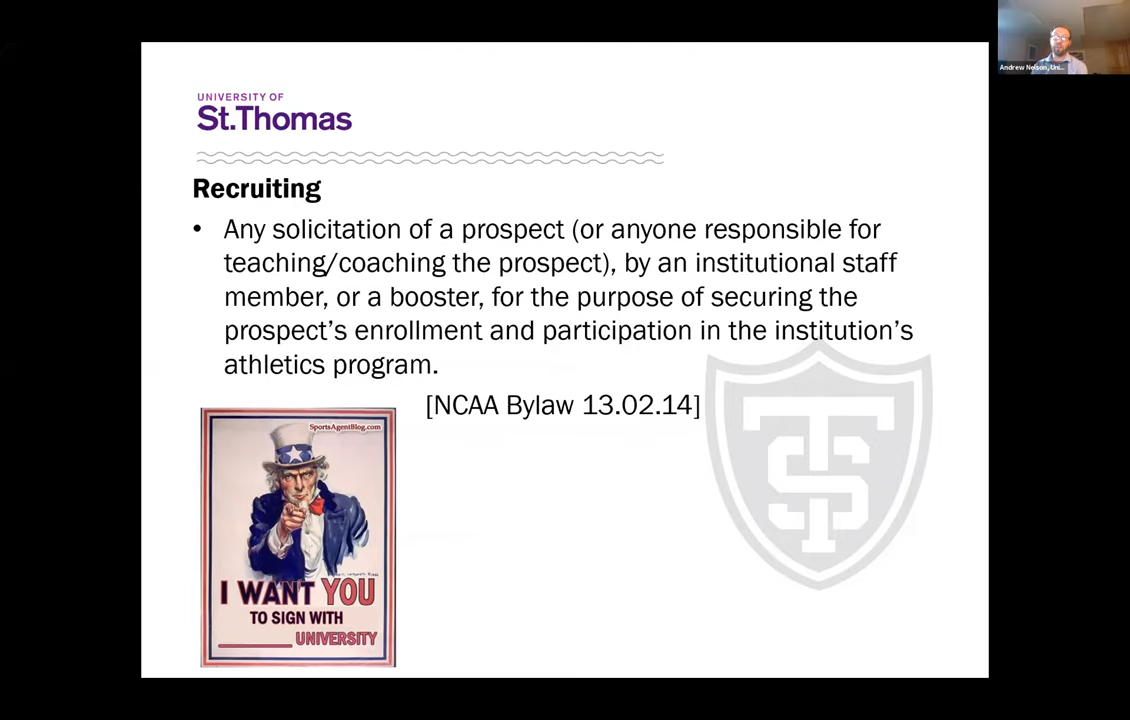 Andrew Nelson, Uni...
UNIVERSITY OF
St.Thomas
Recruiting
• Any solicitation of a prospect (or anyone responsible for
teaching/coaching the prospect), by an institutional staff
member, or a booster, for the purpose of securing the
prospect’s enrollment and participation in the institution’s
athletics program.
[NCAA Bylaw 13.02.14]
SportsAgentBlog.com
I WANT YOU
TO SIGN WITH
________ UNIVERSITY